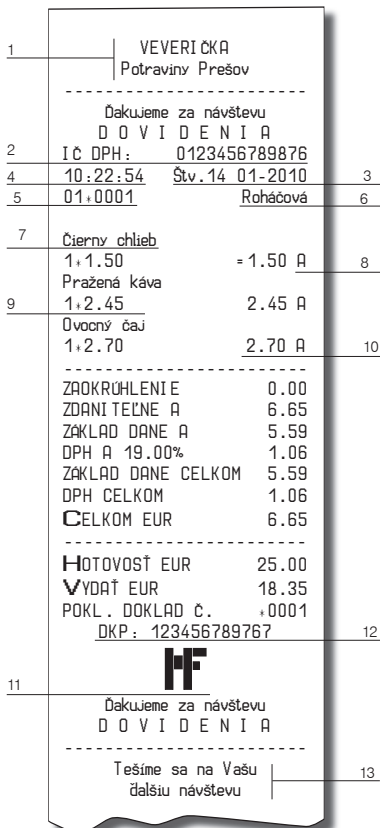 1 VEVERIČKA
Potraviny Prešov
------------------------
Ďakujeme za návštevu
D O V I D E N I A
2 IČ DPH: 0123456789876
4 10:22:54 Štv.14 01-2010 3
5 01*0001 Roháčová 6
7 Čierny chlieb
1*1.50 =1.50 A 8
Pražená káva
9 1*2.45 2.45 A
Ovocný čaj
1*2.70 2.70 A 10
------------------------
ZAOKRÚHLENIE 0.00
ZDANITEĽNE A 6.65
ZÁKLAD DANE A 5.59
DPH A 19.00% 1.06
ZÁKLAD DANE CELKOM 5.59
DPH CELKOM 1.06
CELKOM EUR 6.65
------------------------
HOTOVOSŤ EUR 25.00
VYDAŤ EUR 18.35
POKL. DOKLAD Č. *0001
DKP: 123456789767 12
MF
11
Ďakujeme za návštevu
D O V I D E N I A
------------------------
Tešíme sa na Vašu 13
ďalšiu návštevu